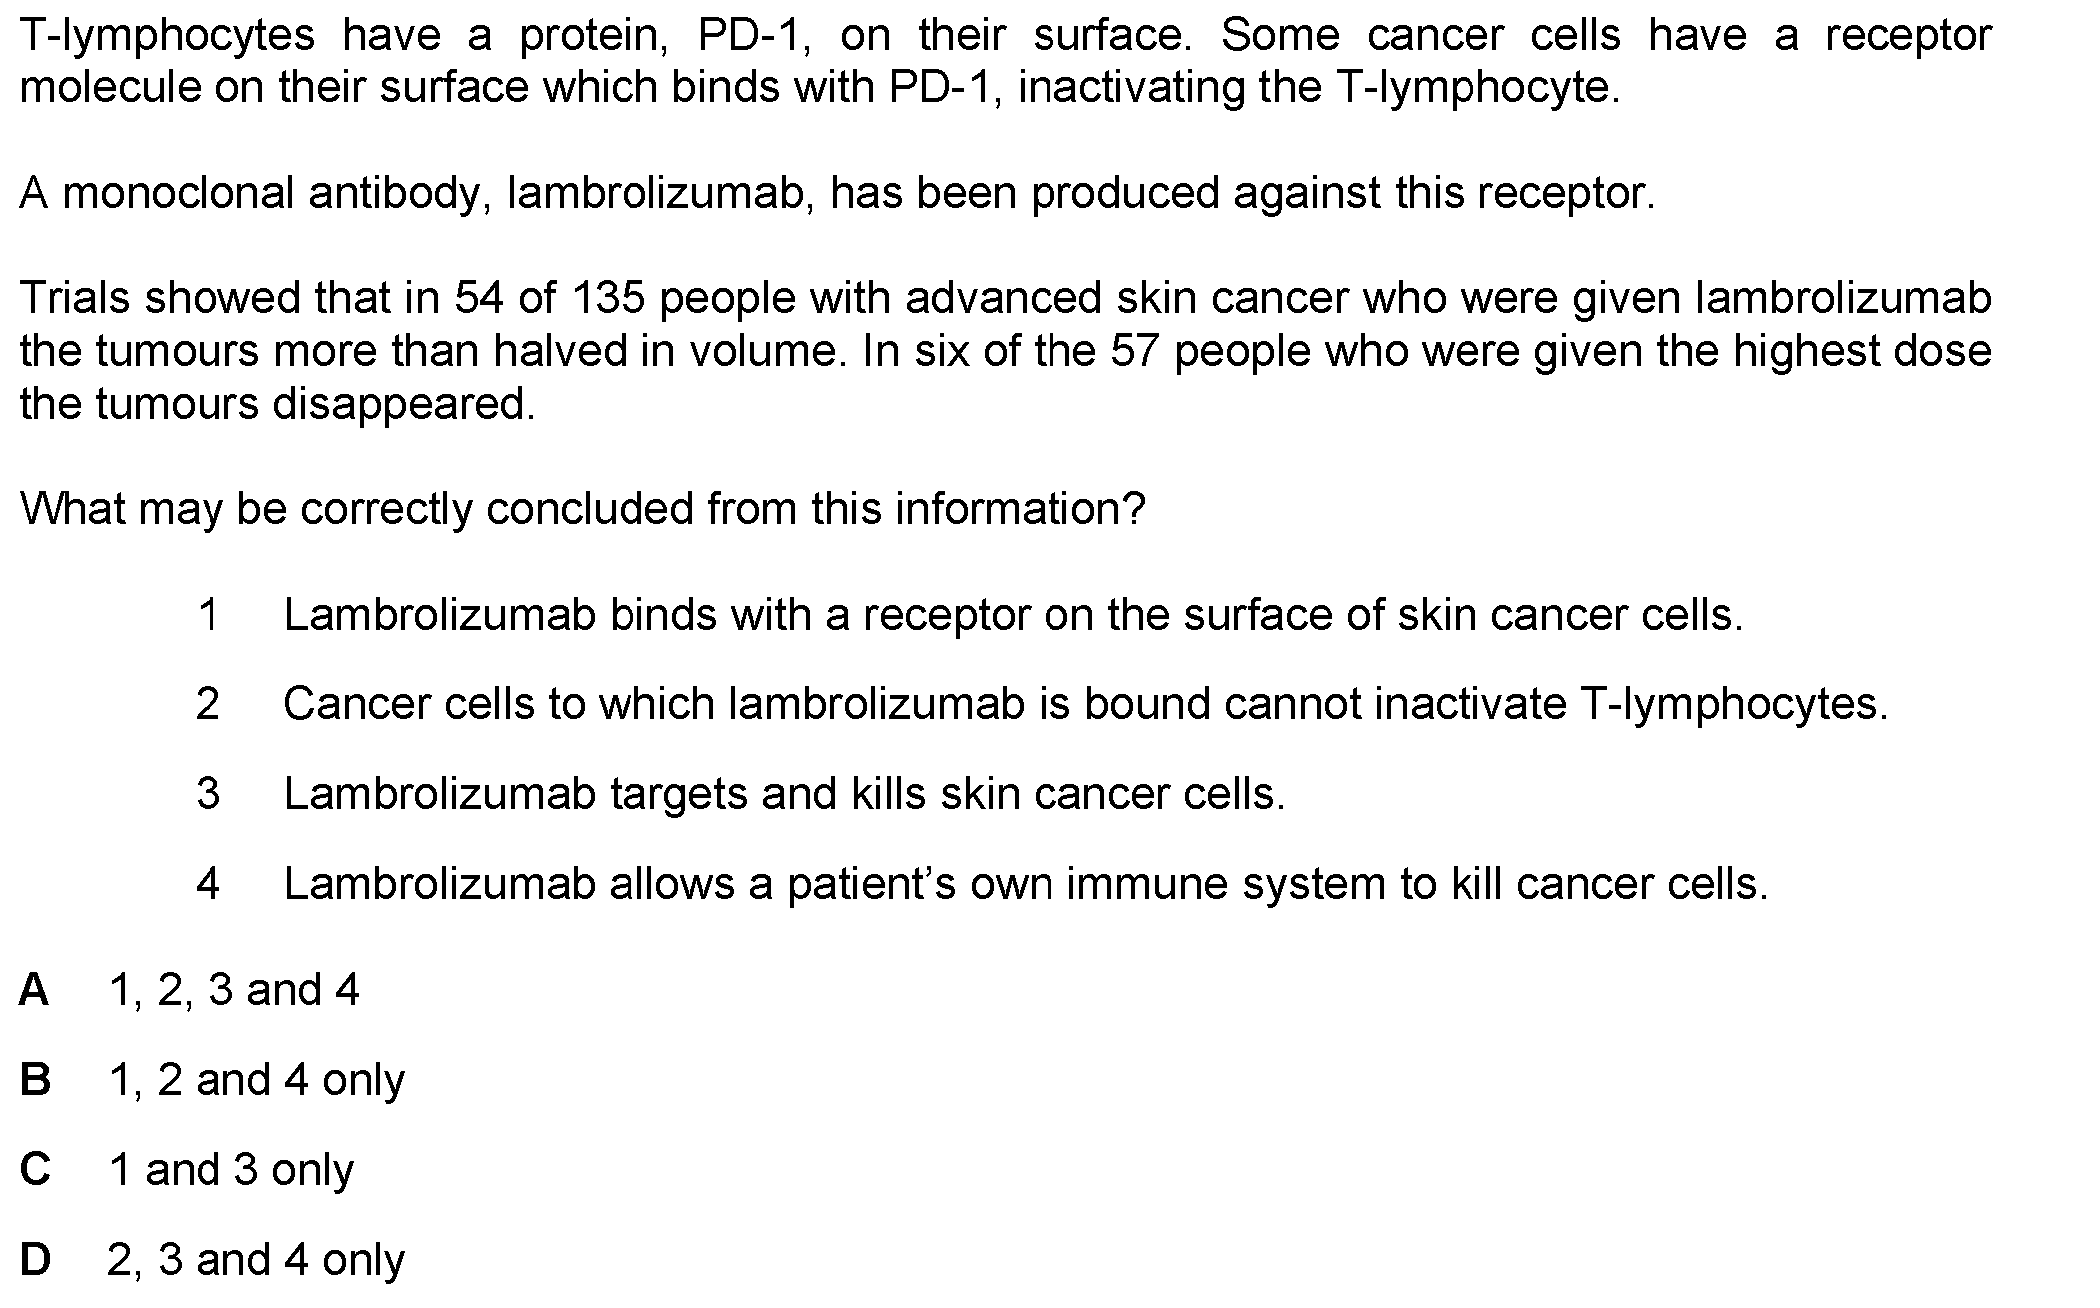 T-lymphocytes have a protein, PD-1, on their surface. Some cancer cells have a receptor
molecule on their surface which binds with PD-1, inactivating the T-lymphocyte.
A monoclonal antibody, lambrolizumab, has been produced against this receptor.
Trials showed that in 54 of 135 people with advanced skin cancer who were given lambrolizumab
the tumours more than halved in volume. In six of the 57 people who were given the highest dose
the tumours disappeared.
What may be correctly concluded from this information?
1 Lambrolizumab binds with a receptor on the surface of skin cancer cells.
2 Cancer cells to which lambrolizumab is bound cannot inactivate T-lymphocytes.
3 Lambrolizumab targets and kills skin cancer cells.
4 Lambrolizumab allows a patient’s own immune system to kill cancer cells.
A 1, 2, 3 and 4
B 1, 2 and 4 only
C 1 and 3 only
D 2, 3 and 4 only